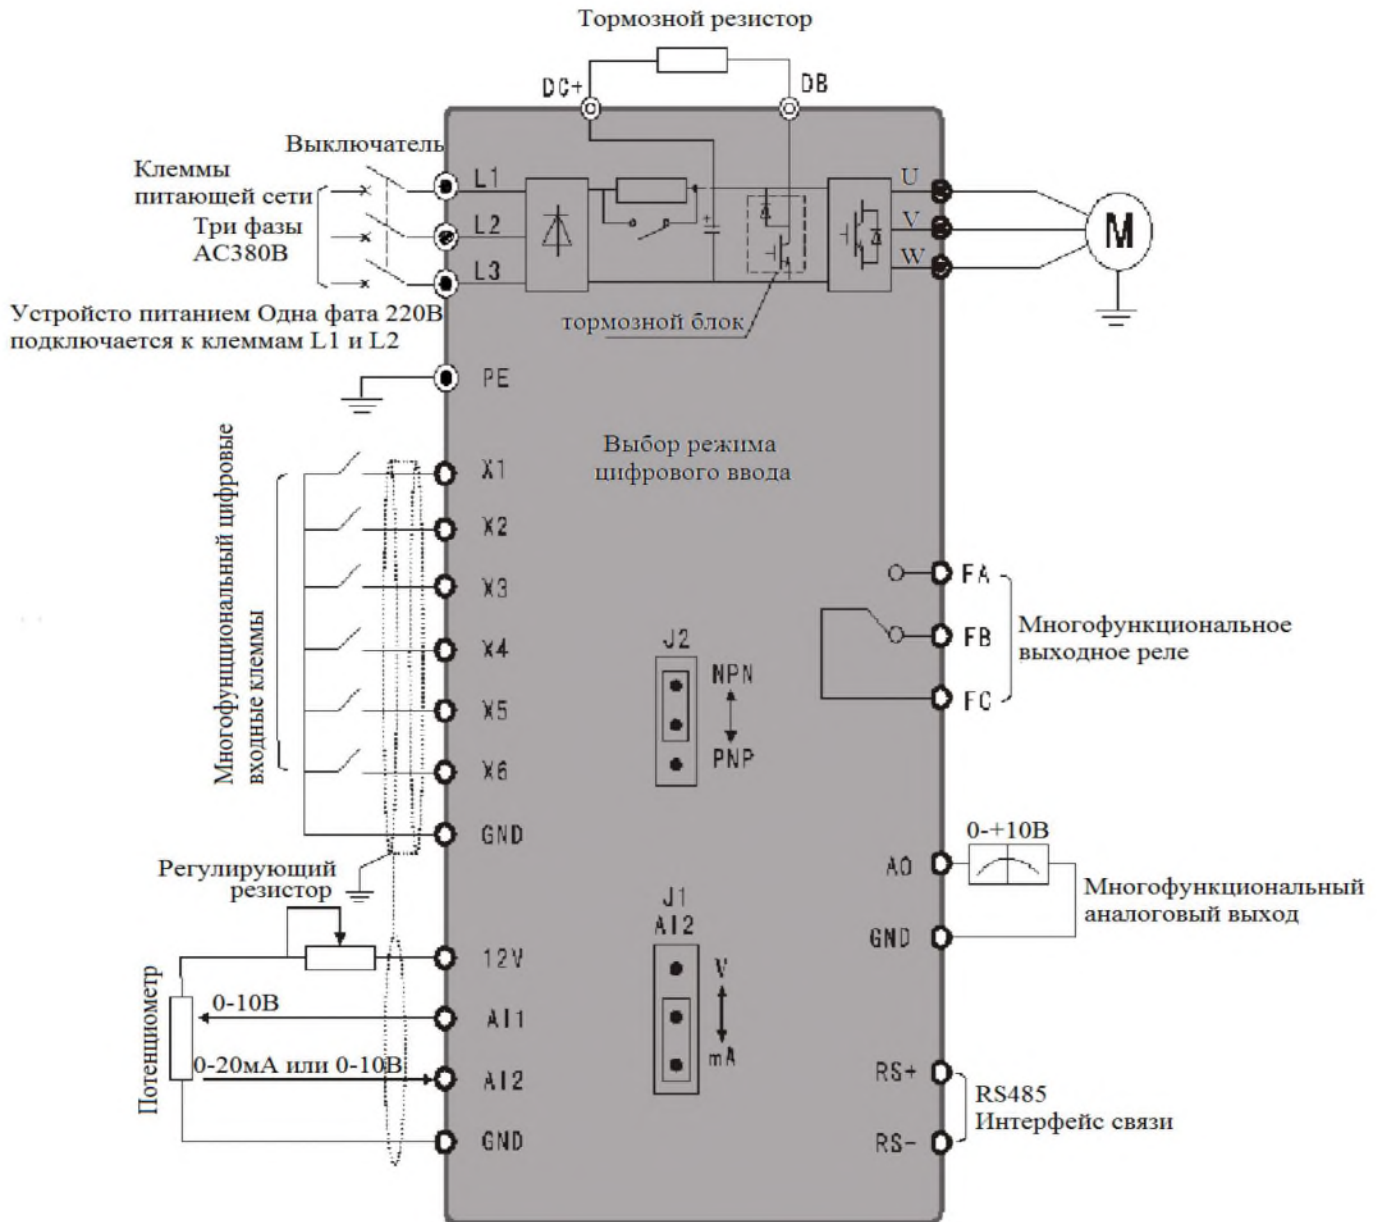 Тормозной резистор
DC+
DB
Выключатель
Клеммы
питающей сети
Три фазы
AC380В
L1
L2
L3
U
V
W
M
+
Устройсто питанием Одна фата 220В
подключается к клеммам L1 и L2
тормозной блок
PE
Выбор режима
цифрового ввода
Многофунщциональный цифровые
входные клеммы
X1
X2
X3
X4
X5
X6
GND
J2
NPN
PNP
FA
FB
FC
Многофункциональное
выходное реле
Регулирующий
резистор
J1
AI2
V
mA
0-+10В
AO
GND
Многофункциональный
аналоговый выход
Потенциометр
12V
0-10В
AI1
0-20мА или 0-10В
AI2
GND
RS+
RS-
RS485
Интерфейс связи